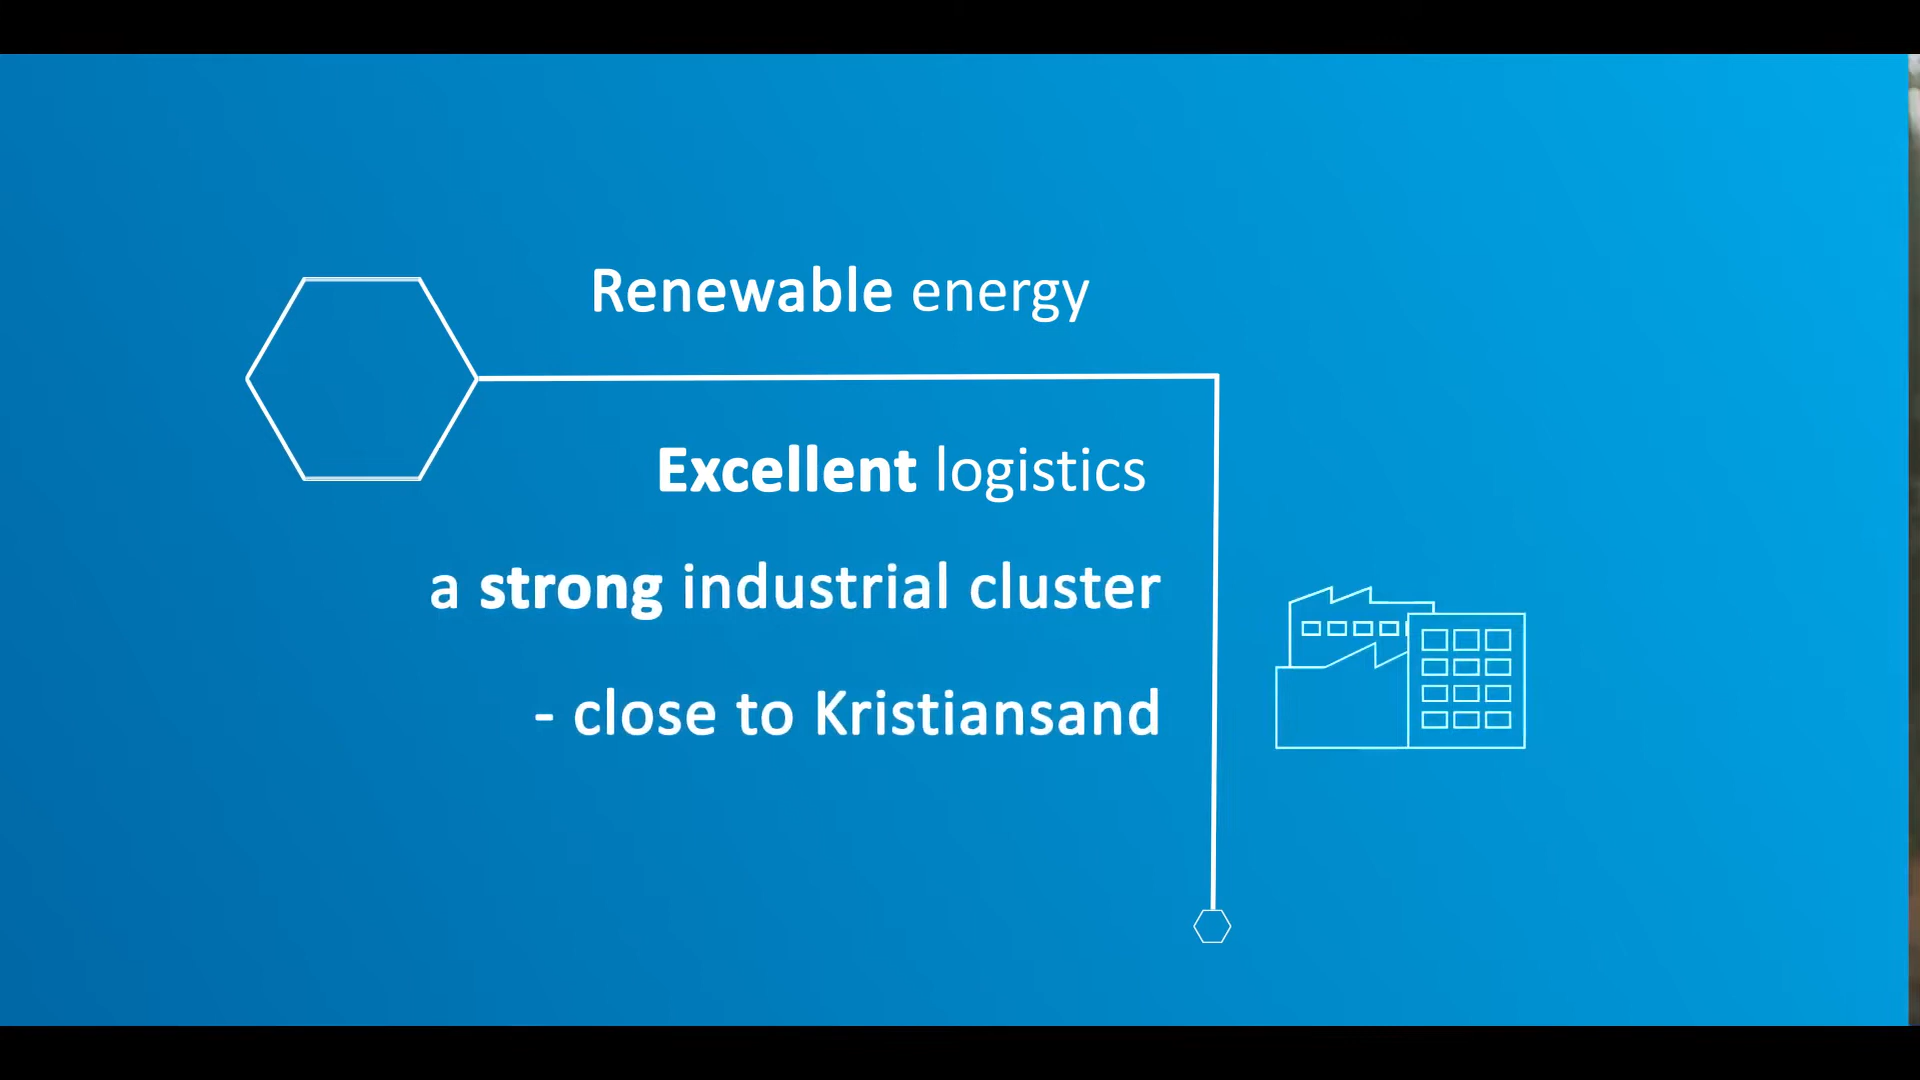 Renewable energy
Excellent logistics
a strong industrial cluster
- close to Kristiansand